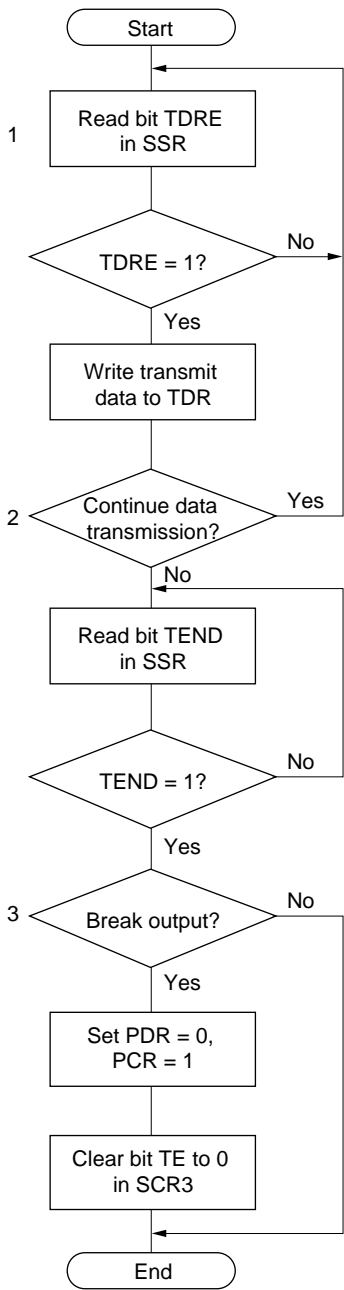 Start
1
Read bit TDRE
in SSR
TDRE = 1?
No
Yes
Write transmit
data to TDR
2
Continue data
transmission?
Yes
No
Read bit TEND
in SSR
TEND = 1?
No
Yes
3
Break output?
No
Yes
Set PDR = 0,
PCR = 1
Clear bit TE to 0
in SCR3
End